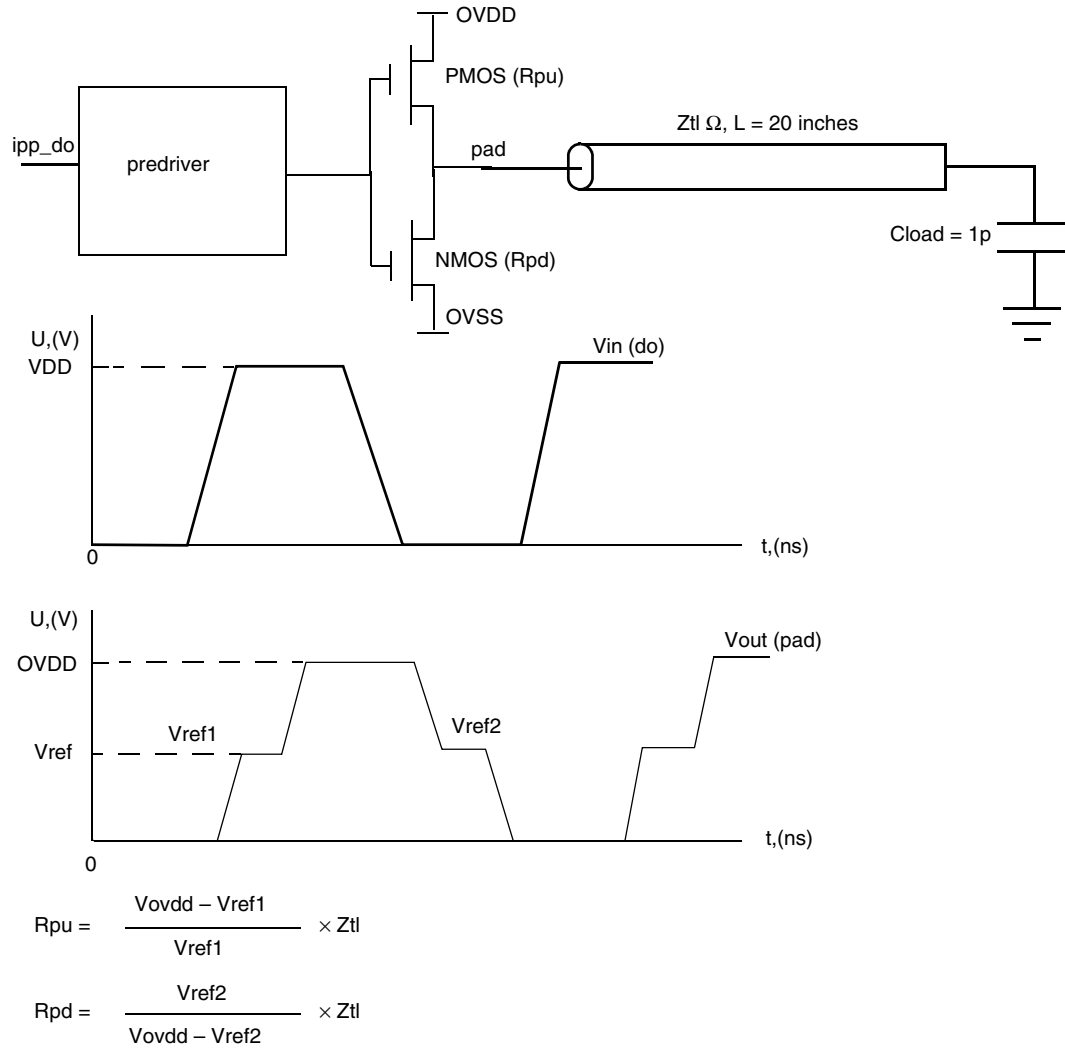 OVDD
PMOS (Rpu)
Ztl Ω, L = 20 inches
ipp_do
predriver
pad
Cload = 1p
NMOS (Rpd)
OVSS
U,(V)
VDD
Vin (do)
0
t,(ns)
U,(V)
OVDD
Vout (pad)
Vref1
Vref2
Vref
t,(ns)
0
Vovdd – Vref1
Rpu =
× Ztl
Vref1
Vref2
Rpd =
× Ztl
Vovdd – Vref2